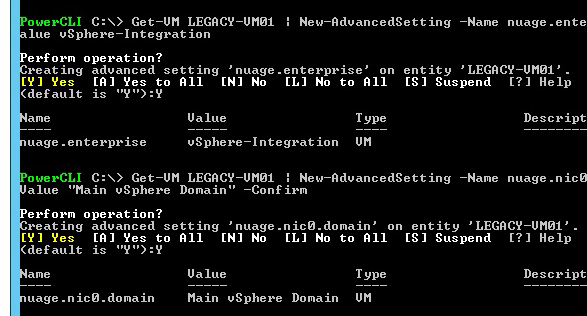 PowerCLI C:\> Get-VM LEGACY-VM01 | New-AdvancedSetting -Name nuage.ente
alue vSphere-Integration
Perform operation?
Creating advanced setting 'nuage.enterprise' on entity 'LEGACY-VM01'.
[Y] Yes [A] Yes to All [N] No [L] No to All [S] Suspend [?] Help
(default is "Y"):Y
Name Value Type Descript
---- ----- ---- --------
nuage.enterprise vSphere-Integration VM
PowerCLI C:\> Get-VM LEGACY-VM01 | New-AdvancedSetting -Name nuage.nic0
Value "Main vSphere Domain" -Confirm
Perform operation?
Creating advanced setting 'nuage.nic0.domain' on entity 'LEGACY-VM01'.
[Y] Yes [A] Yes to All [N] No [L] No to All [S] Suspend [?] Help
(default is "Y"):Y
Name Value Type Descript
---- ----- ---- --------
nuage.nic0.domain Main vSphere Domain VM